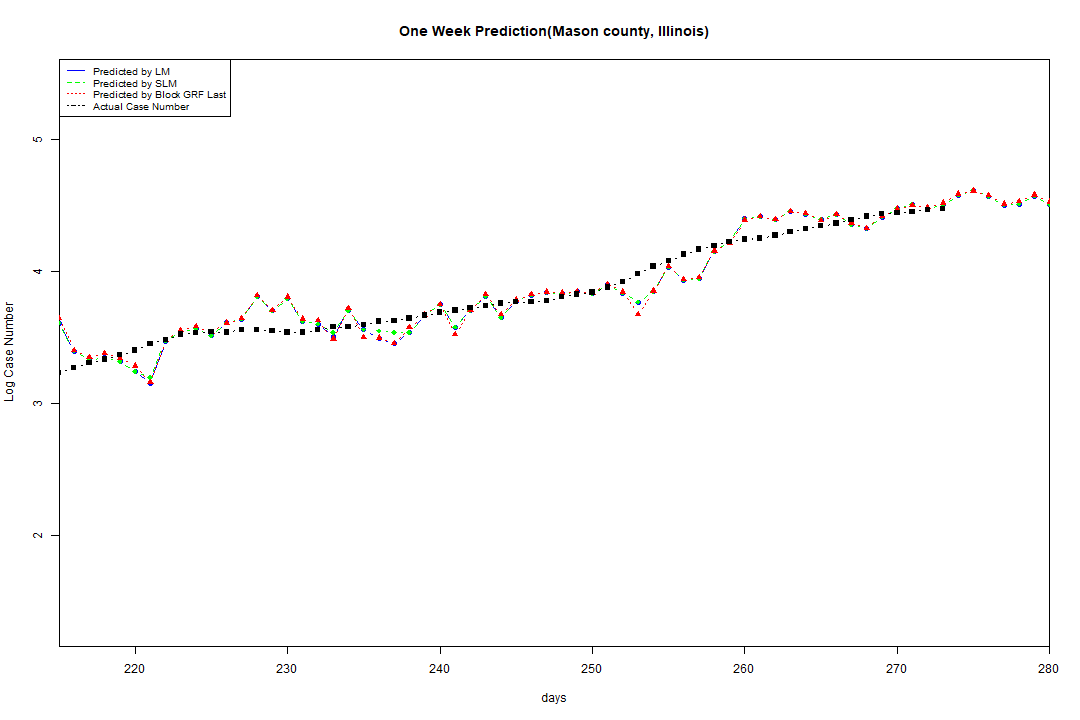 One Week Prediction(Mason county, Illinois)
Predicted by LM
Predicted by SLM
Predicted by Block GRF Last
Actual Case Number
5
4
3
2
Log Case Number
220 230 240 250 260 270 280
days